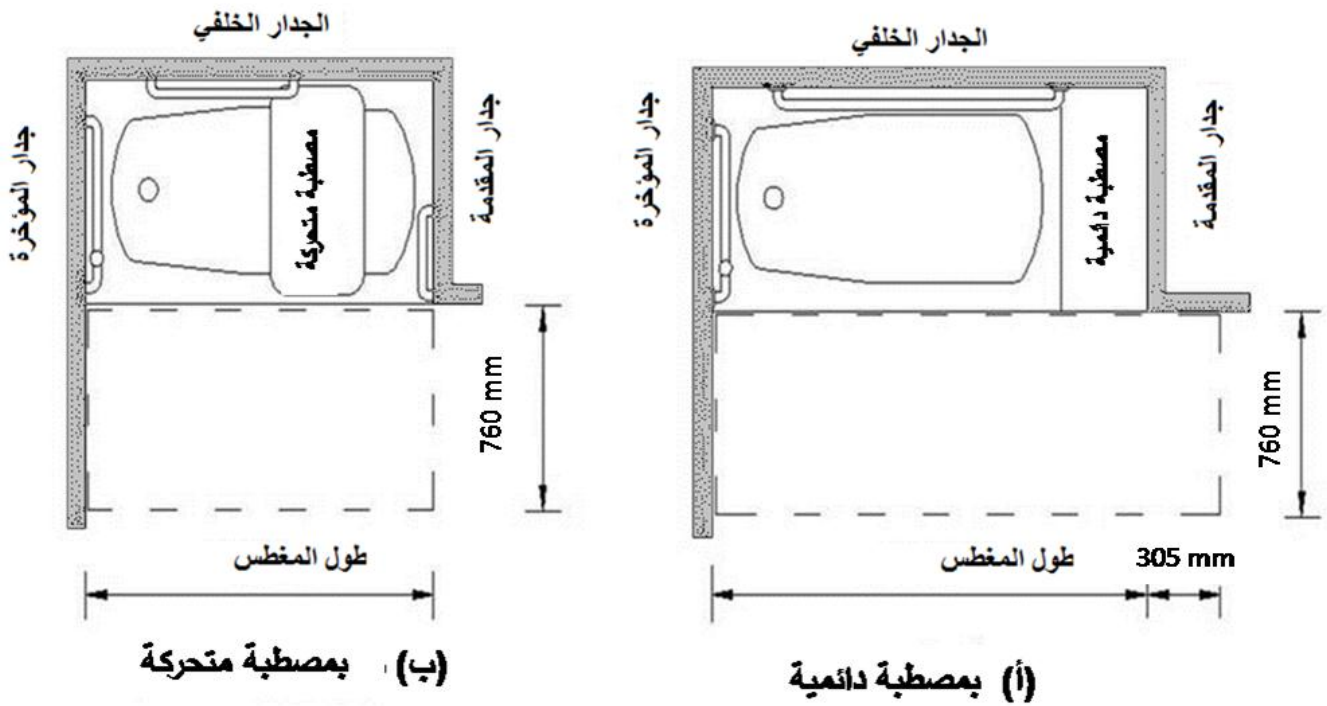 الجدار الخلفي
جدار المؤخرة
مصطبة دائمية
جدار المقدمة
760 mm
طول المغطس
305 mm
(أ) بمصطبة دائمية
الجدار الخلفي
جدار المؤخرة
مصطبة متحركة
جدار المقدمة
760 mm
طول المغطس
(ب) بمصطبة متحركة